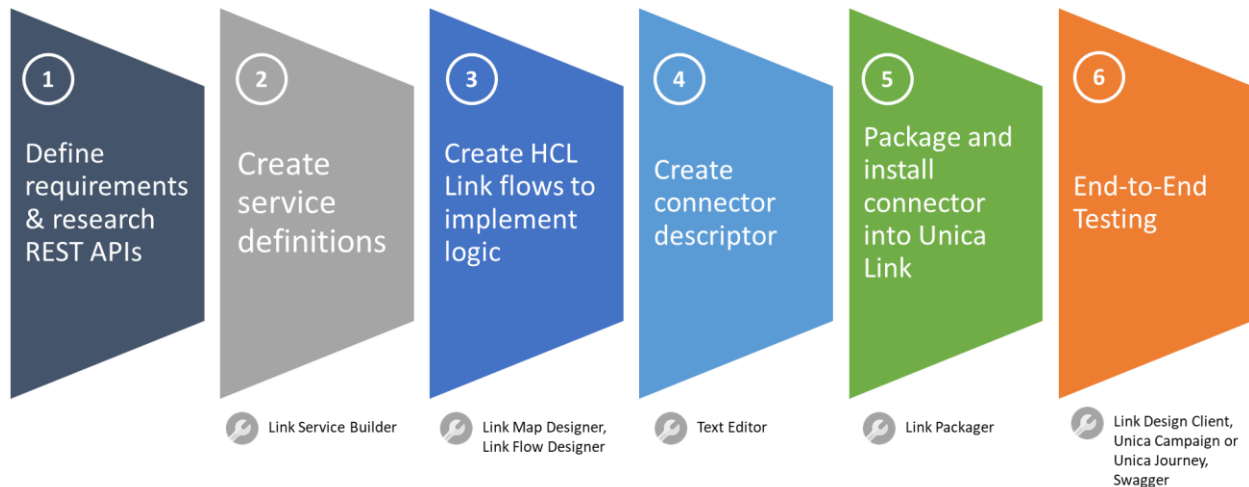 1
Define
requirements
& research
REST APIs
2
Create
service
definitions
Link Service Builder
3
Create HCL
Link flows to
implement
logic
Link Map Designer,
Link Flow Designer
4
Create
connector
descriptor
Text Editor
5
Package and
install
connector
into Unica
Link
Link Packager
6
End-to-End
Testing
Link Design Client,
Unica Campaign or
Unica Journey,
Swagger